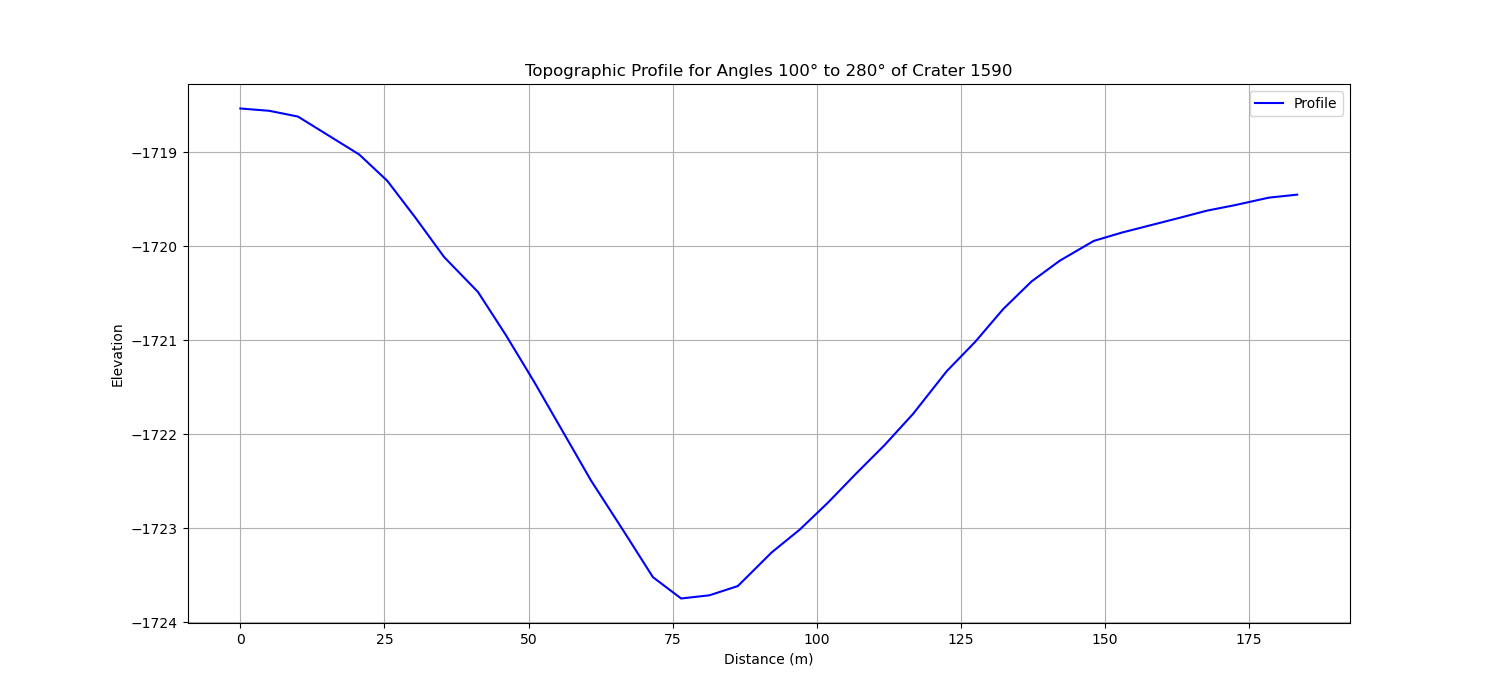 Topographic Profile for Angles 100° to 280° of Crater 1590
Profile
−1719
−1720
−1721
−1722
−1723
−1724
Elevation
0 25 50 75 100 125 150 175
Distance (m)